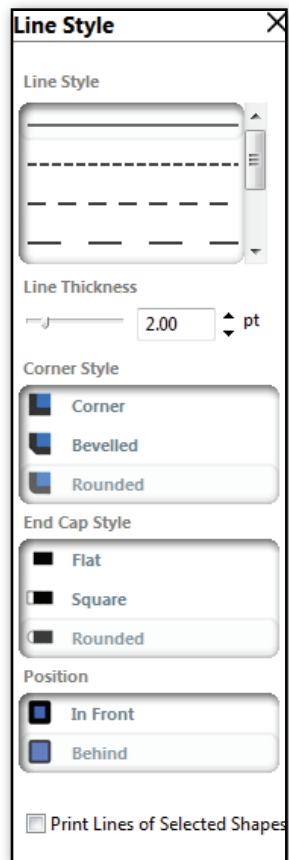 Line Style
Line Style
Line Thickness
2.00 pt
Corner Style
Corner
Bevelled
Rounded
End Cap Style
Flat
Square
Rounded
Position
In Front
Behind
Print Lines of Selected Shapes